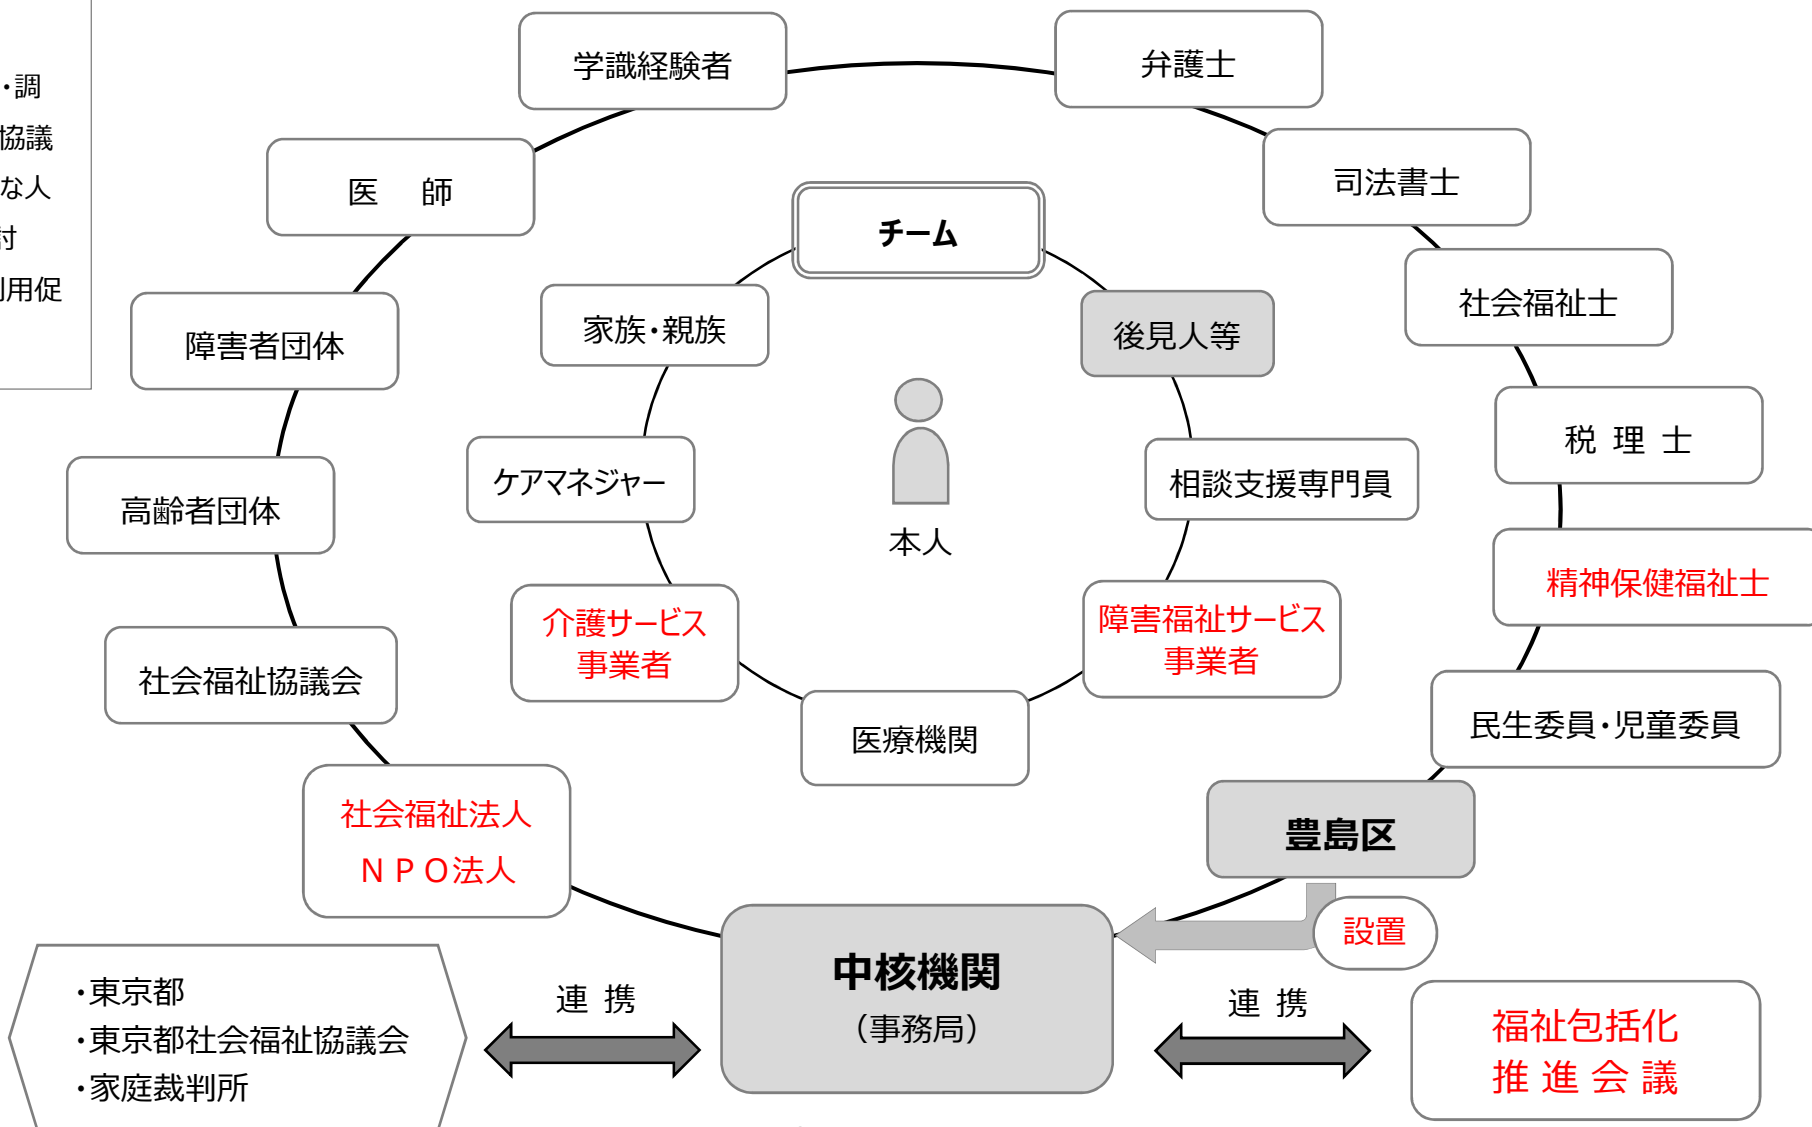 ・調
協議
な人
討
用促
学識経験者
弁護士
医 師
司法書士
チーム
社会福祉士
障害者団体
家族・親族
後見人等
税 理 士
高齢者団体
ケアマネジャー
相談支援専門員
本人
精神保健福祉士
介護サービス
事業者
障害福祉サービス
事業者
社会福祉協議会
医療機関
民生委員・児童委員
社会福祉法人
ＮＰＯ法人
豊島区
設置
中核機関
（事務局）
・東京都
・東京都社会福祉協議会
・家庭裁判所
連 携
連 携
福祉包括化
推 進 会 議